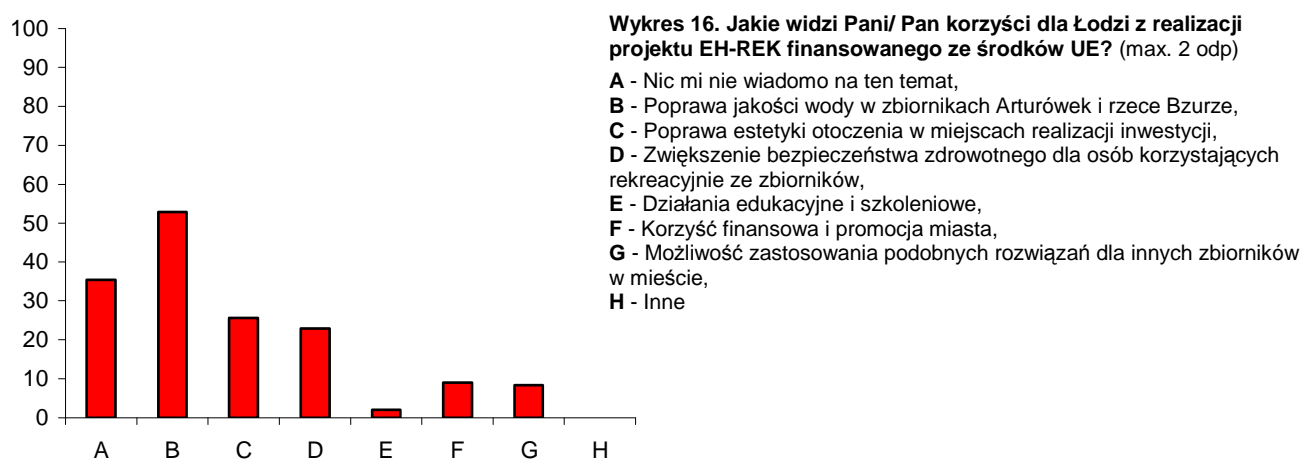 Wykres 16. Jakie widzi Pani/ Pan korzyści dla Łodzi z realizacji
projektu EH-REK finansowanego ze środków UE? (max. 2 odp)
A - Nic mi nie wiadomo na ten temat,
B - Poprawa jakości wody w zbiornikach Arturówek i rzece Bzurze,
C - Poprawa estetyki otoczenia w miejscach realizacji inwestycji,
D - Zwiększenie bezpieczeństwa zdrowotnego dla osób korzystających
rekreacyjnie ze zbiorników,
E - Działania edukacyjne i szkoleniowe,
F - Korzyść finansowa i promocja miasta,
G - Możliwość zastosowania podobnych rozwiązań dla innych zbiorników
w mieście,
H - Inne
100
90
80
70
60
50
40
30
20
10
0
A B C D E F G H